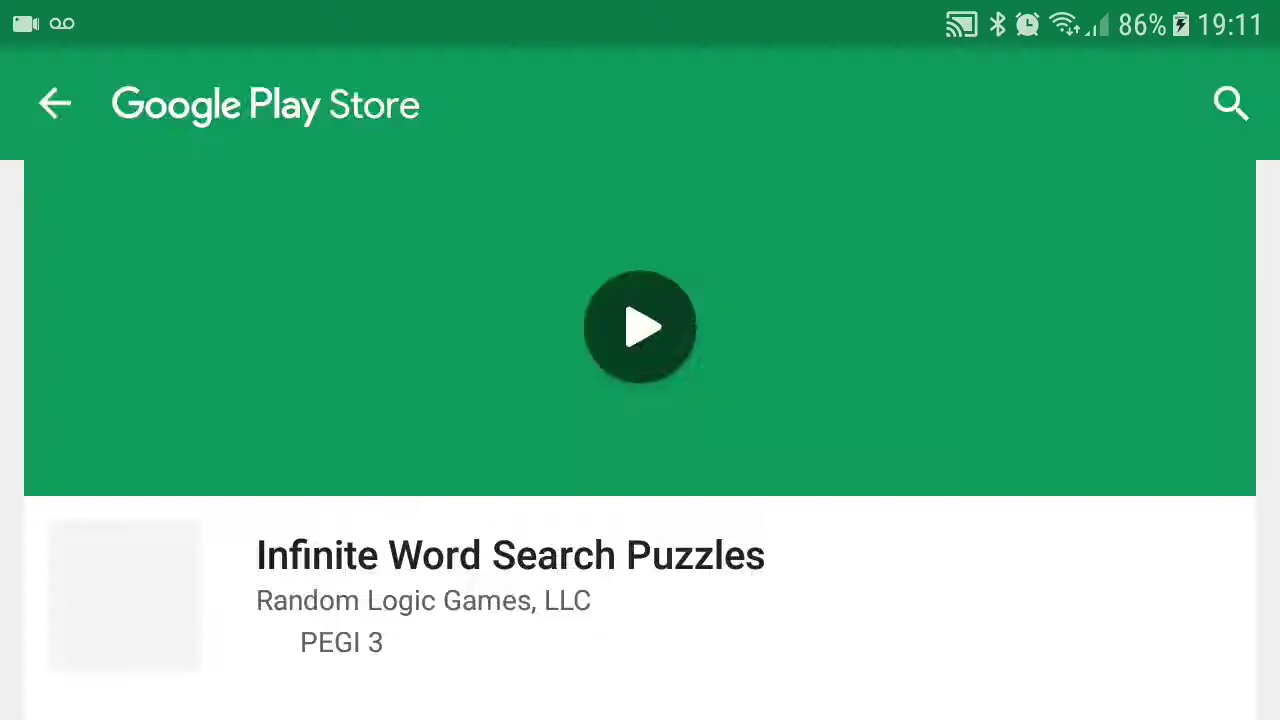 86% 19:11
Google Play Store
Infinite Word Search Puzzles
Random Logic Games, LLC
PEGI 3